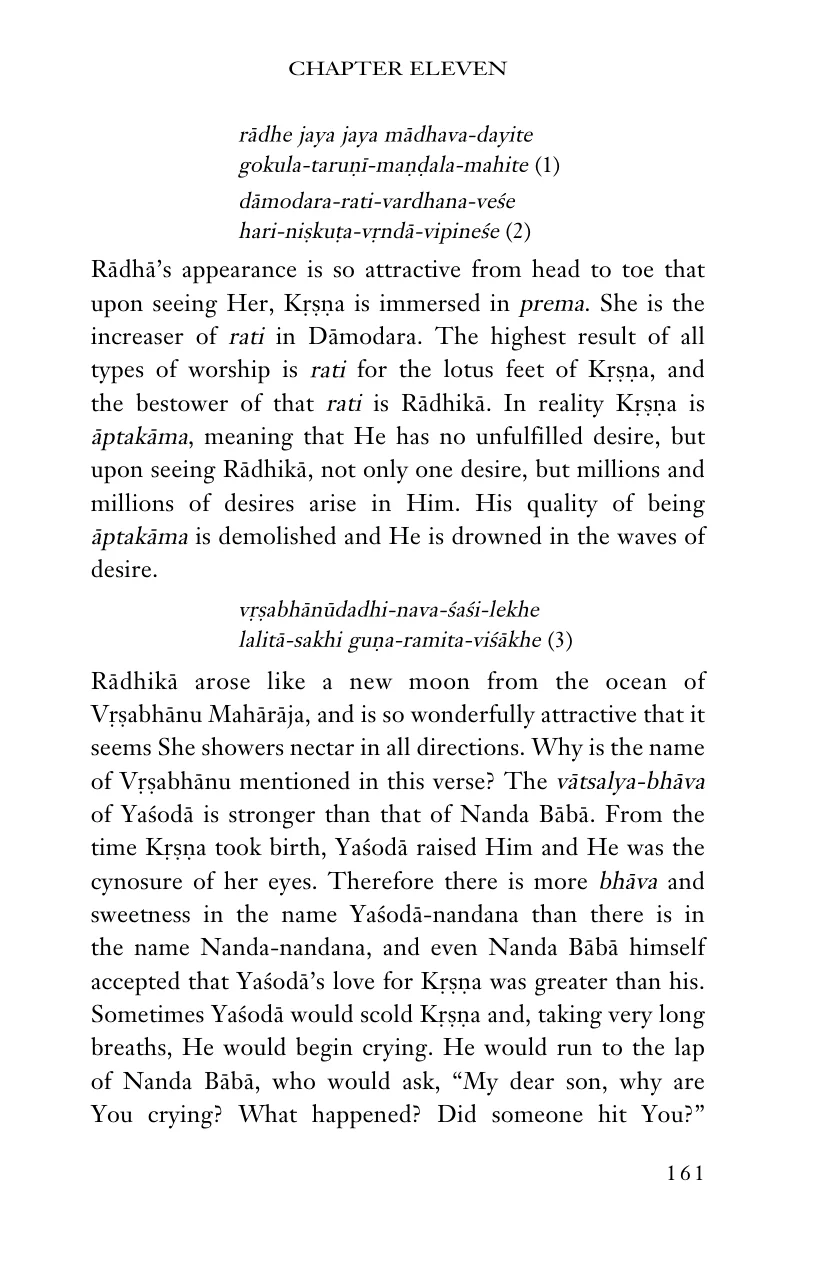 CHAPTER ELEVEN
rādhe jaya jaya mādhava-dayite
gokula-taruṇī-maṇḍala-mahite (1)
dāmodara-rati-vardhana-veśe
hari-niṣkuṭa-vṛndā-vipineśe (2)
Rādhā’s appearance is so attractive from head to toe that
upon seeing Her, Kṛṣṇa is immersed in prema. She is the
increaser of rati in Dāmodara. The highest result of all
types of worship is rati for the lotus feet of Kṛṣṇa, and
the bestower of that rati is Rādhikā. In reality Kṛṣṇa is
āptakāma, meaning that He has no unfulfilled desire, but
upon seeing Rādhikā, not only one desire, but millions and
millions of desires arise in Him. His quality of being
āptakāma is demolished and He is drowned in the waves of
desire.
vṛṣabhānūdadhi-nava-śaśi-lekhe
lalitā-sakhi guṇa-ramita-viśākhe (3)
Rādhikā arose like a new moon from the ocean of
Vṛṣabhānu Mahārāja, and is so wonderfully attractive that it
seems She showers nectar in all directions. Why is the name
of Vṛṣabhānu mentioned in this verse? The vātsalya-bhāva
of Yaśodā is stronger than that of Nanda Bābā. From the
time Kṛṣṇa took birth, Yaśodā raised Him and He was the
cynosure of her eyes. Therefore there is more bhāva and
sweetness in the name Yaśodā-nandana than there is in
the name Nanda-nandana, and even Nanda Bābā himself
accepted that Yaśodā’s love for Kṛṣṇa was greater than his.
Sometimes Yaśodā would scold Kṛṣṇa and, taking very long
breaths, He would begin crying. He would run to the lap
of Nanda Bābā, who would ask, “My dear son, why are
You crying? What happened? Did someone hit You?”
161